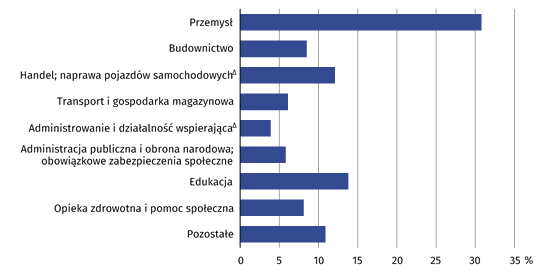 Przemysł
Budownictwo
Handel; naprawa pojazdów samochodowych∆
Transport i gospodarka magazynowa
Administrowanie i działalność wspierająca∆
Administracja publiczna i obrona narodowa;
obowiązkowe zabezpieczenia społeczne
Edukacja
Opieka zdrowotna i pomoc społeczna
Pozostałe
0 5 10 15 20 25 30 35 %